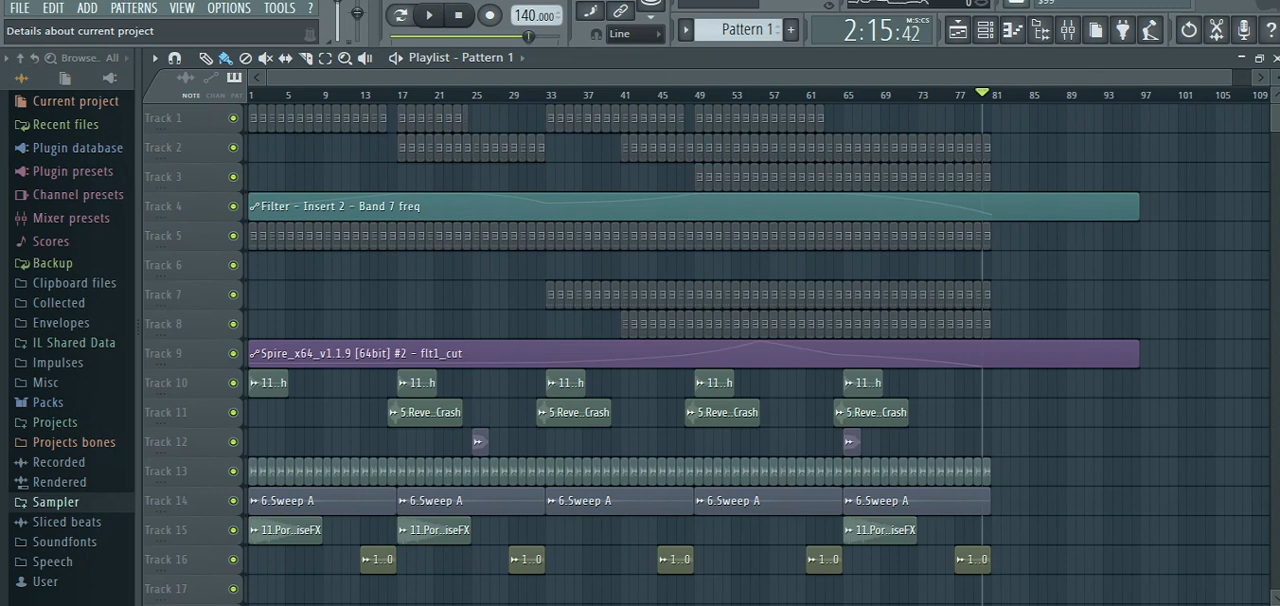 FILE EDIT ADD PATTERNS VIEW OPTIONS TOOLS ?
Details about current project
140.000
Line
Pattern 1
+
2:15:42
M:S:CS
Browse.. All
Playlist - Pattern 1
NOTE CHAN PAT
1 5 9 13 17 21 25 29 33 37 41 45 49 53 57 61 65 69 73 77 81 85 89 93 97 101 105 109
Current project
Recent files
Plugin database
Plugin presets
Channel presets
Mixer presets
Scores
Backup
Clipboard files
Collected
Envelopes
IL Shared Data
Impulses
Misc
Packs
Projects
Projects bones
Recorded
Rendered
Sampler
Sliced beats
Soundfonts
Speech
User
Track 1
Track 2
Track 3
Track 4
Filter - Insert 2 - Band 7 freq
Track 5
Track 6
Track 7
Track 8
Track 9
Spire_x64_v1.1.9 [64bit] #2 - flt1_cut
Track 10
11...h 11...h 11...h 11...h 11...h
Track 11
5.Reve..Crash 5.Reve..Crash 5.Reve..Crash 5.Reve..Crash
Track 12
Track 13
Track 14
6.5weep A 6.5weep A 6.5weep A 6.5weep A 6.5weep A
Track 15
11.Por..iseFX 11.Por..iseFX 11.Por..iseFX
Track 16
1...0 1...0 1...0 1...0 1...0
Track 17